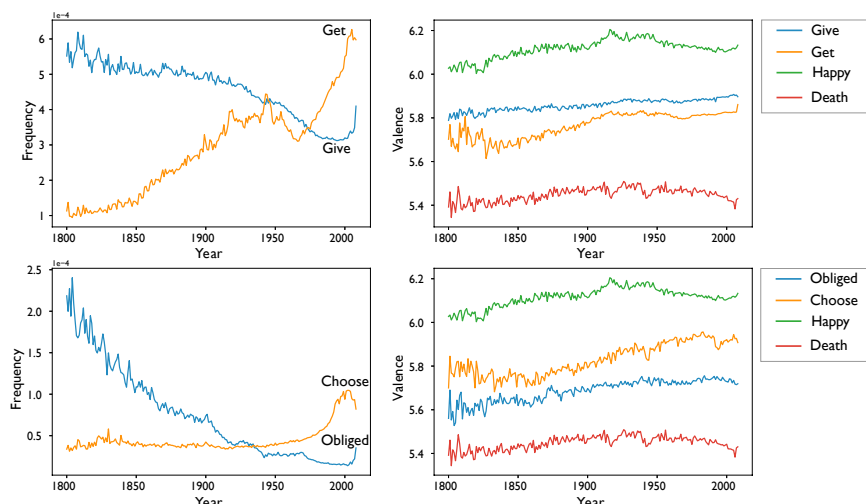 1e−4
Frequency
6
5
4
3
2
1
Get
Give
1800 1850 1900 1950 2000
Year
Valence
6.2
6.0
5.8
5.6
5.4
1800 1850 1900 1950 2000
Year
Give
Get
Happy
Death
1e−4
Frequency
2.5
2.0
1.5
1.0
0.5
Choose
Obliged
1800 1850 1900 1950 2000
Year
Valence
6.2
6.0
5.8
5.6
5.4
1800 1850 1900 1950 2000
Year
Obliged
Choose
Happy
Death